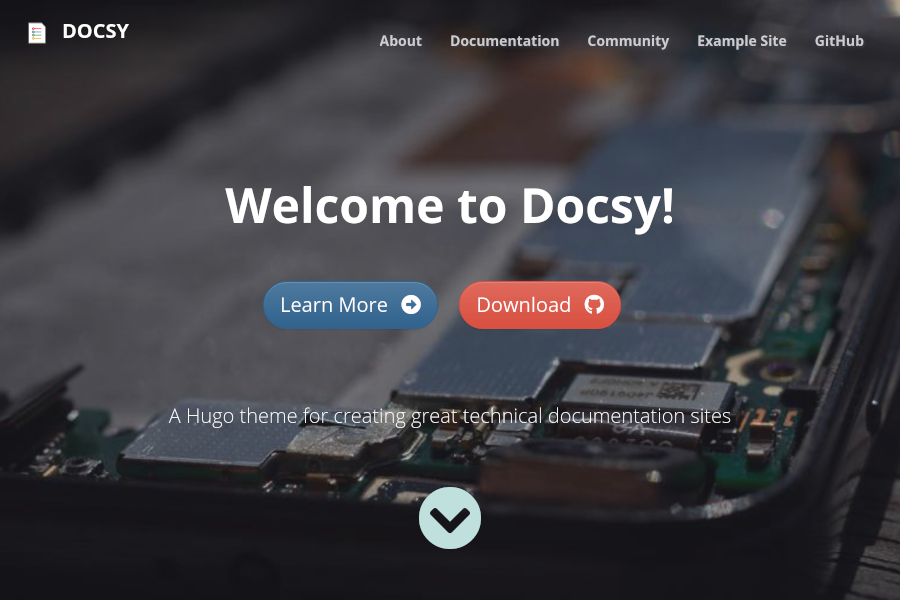 DOCSY
About Documentation Community Example Site GitHub
Welcome to Docsy!
Learn More Download
A Hugo theme for creating great technical documentation sites